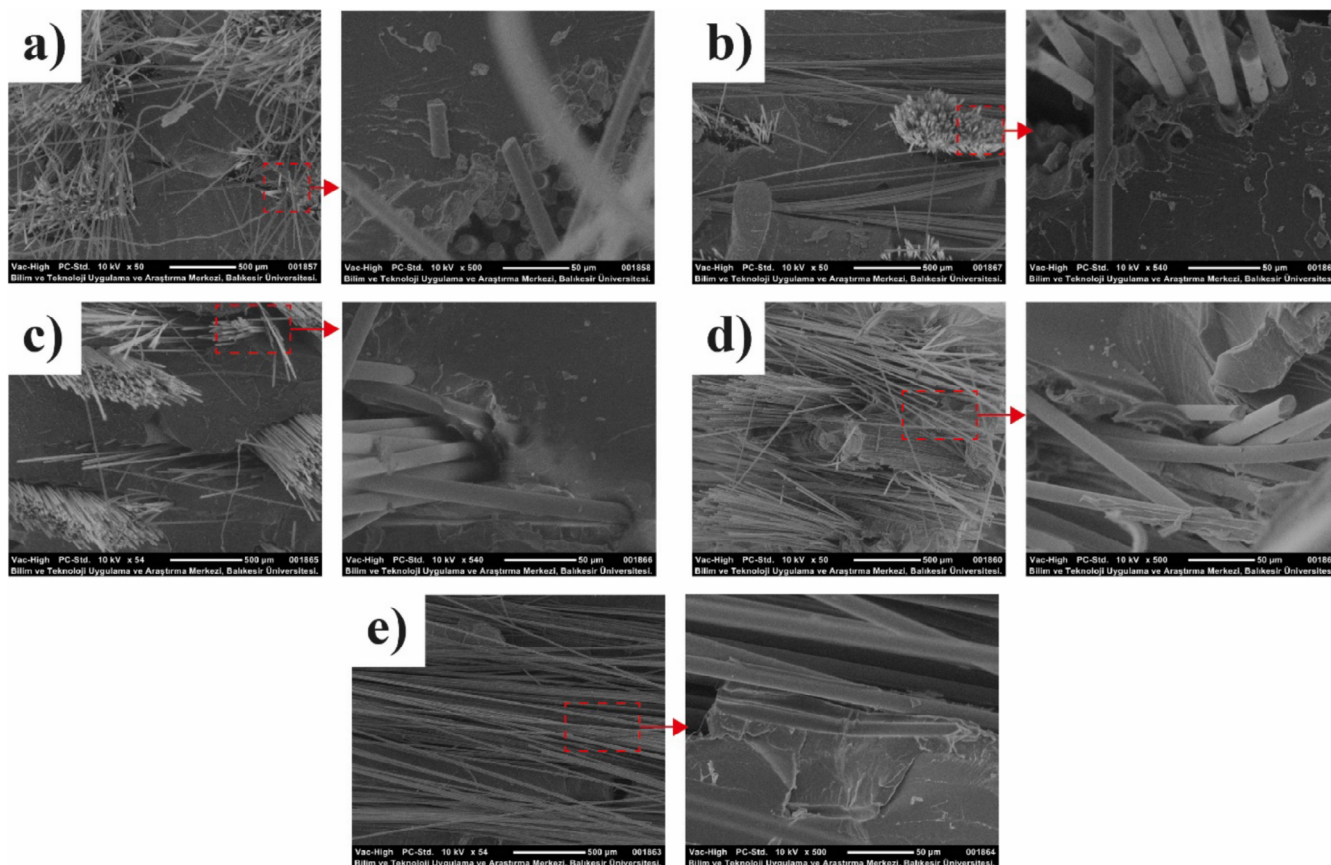 a)
Vac-High PC-Std. 10 kV x 50 500 µm 001857
Bilim ve Teknoloji Uygulama ve Araştırma Merkezi, Balıkesir Üniversitesi.
Vac-High PC-Std. 10 kV x 500 50 µm 001858
Bilim ve Teknoloji Uygulama ve Araştırma Merkezi, Balıkesir Üniversitesi.
b)
Vac-High PC-Std. 10 kV x 50 500 µm 001867
Bilim ve Teknoloji Uygulama ve Araştırma Merkezi, Balıkesir Üniversitesi.
Vac-High PC-Std. 10 kV x 540 50 µm
Bilim ve Teknoloji Uygulama ve Araştırma Merkezi, Balıkesir Üniversitesi.
c)
Vac-High PC-Std. 10 kV x 54 500 µm 001865
Bilim ve Teknoloji Uygulama ve Araştırma Merkezi, Balıkesir Üniversitesi.
Vac-High PC-Std. 10 kV x 540 50 µm 001866
Bilim ve Teknoloji Uygulama ve Araştırma Merkezi, Balıkesir Üniversitesi.
d)
Vac-High PC-Std. 10 kV x 50 500 µm 001860
Bilim ve Teknoloji Uygulama ve Araştırma Merkezi, Balıkesir Üniversitesi.
Vac-High PC-Std. 10 kV x 500 50 µm
Bilim ve Teknoloji Uygulama ve Araştırma Merkezi, Balıkesir Üniversitesi.
e)
Vac-High PC-Std. 10 kV x 54 500 µm 001863
Bilim ve Teknoloji Uygulama ve Araştırma Merkezi, Balıkesir Üniversitesi.
Vac-High PC-Std. 10 kV x 500 50 µm 001864
Bilim ve Teknoloji Uygulama ve Araştırma Merkezi, Balıkesir Üniversitesi.